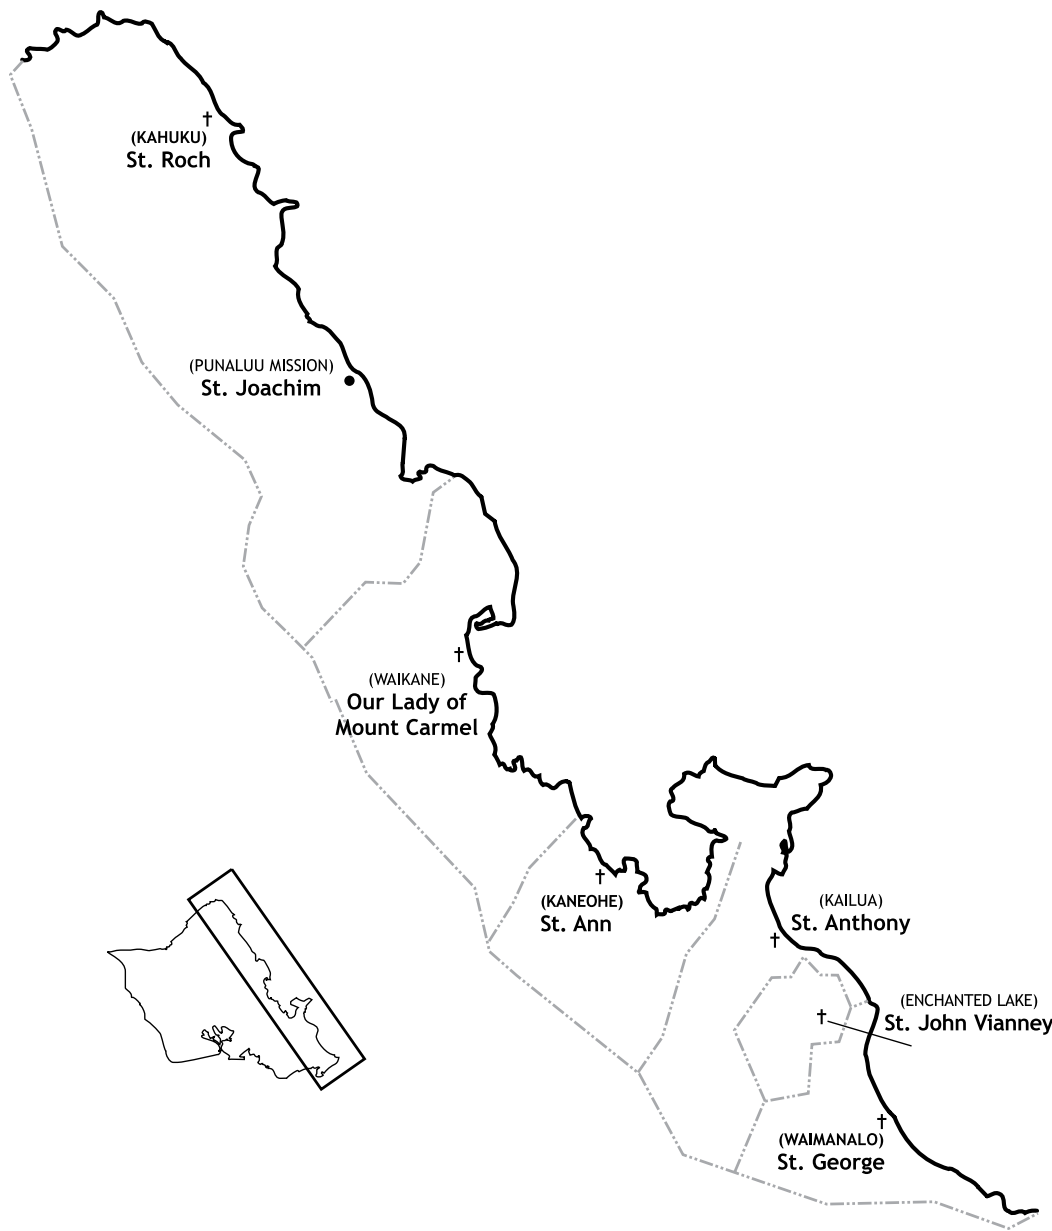 (KAHUKU)
St. Roch
(PUNALUU MISSION)
St. Joachim
(WAIKANE)
Our Lady of
Mount Carmel
(KANEOHE)
St. Ann
(KAILUA)
St. Anthony
(ENCHANTED LAKE)
St. John Vianney
(WAIMANALO)
St. George